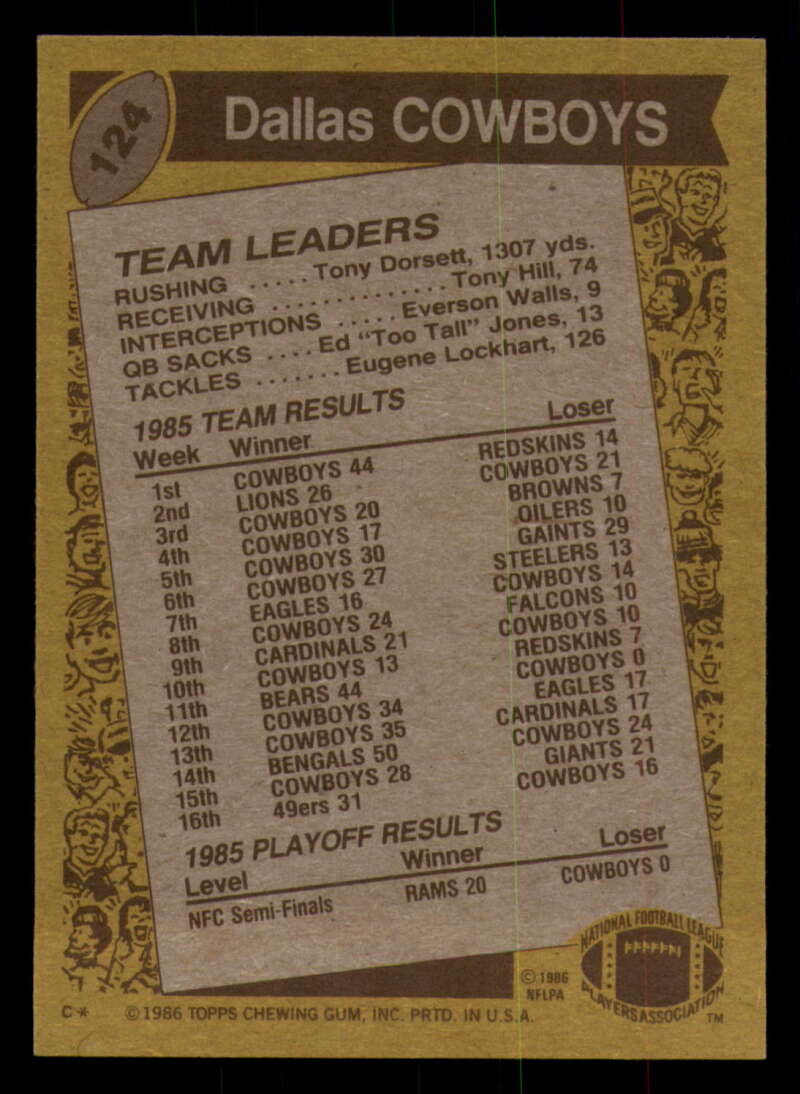 124
Dallas COWBOYS
TEAM LEADERS
RUSHING ..... Tony Dorsett, 1307 yds.
RECEIVING .............. Tony Hill, 74
INTERCEPTIONS ..... Everson Walls, 9
QB SACKS .... Ed "Too Tall" Jones, 13
TACKLES ....... Eugene Lockhart, 126
1985 TEAM RESULTS
Week Winner Loser
1st COWBOYS 44 REDSKINS 14
2nd LIONS 26 COWBOYS 21
3rd COWBOYS 20 BROWNS 7
4th COWBOYS 17 OILERS 10
5th COWBOYS 30 GAINTS 29
6th COWBOYS 27 STEELERS 13
7th EAGLES 16 COWBOYS 14
8th COWBOYS 24 FALCONS 10
9th CARDINALS 21 COWBOYS 10
10th COWBOYS 13 REDSKINS 7
11th BEARS 44 COWBOYS 0
12th COWBOYS 34 EAGLES 17
13th COWBOYS 35 CARDINALS 17
14th BENGALS 50 COWBOYS 24
15th COWBOYS 28 GIANTS 21
16th 49ers 31 COWBOYS 16
1985 PLAYOFF RESULTS
Level Winner Loser
NFC Semi-Finals RAMS 20 COWBOYS 0
NATIONAL FOOTBALL LEAGUE
PLAYERS ASSOCIATION
TM
© 1986
NFLPA
C* © 1986 TOPPS CHEWING GUM, INC. PRTD. IN U.S.A.